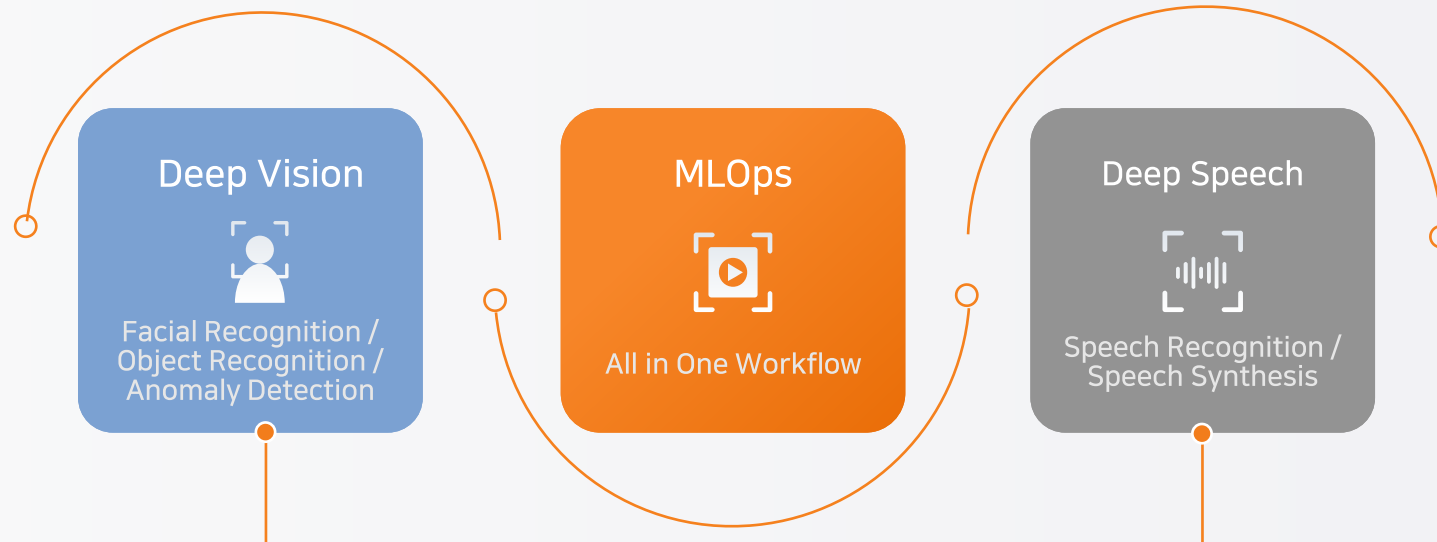 Deep Vision
Facial Recognition /
Object Recognition /
Anomaly Detection
MLOps
All in One Workflow
Deep Speech
Speech Recognition /
Speech Synthesis